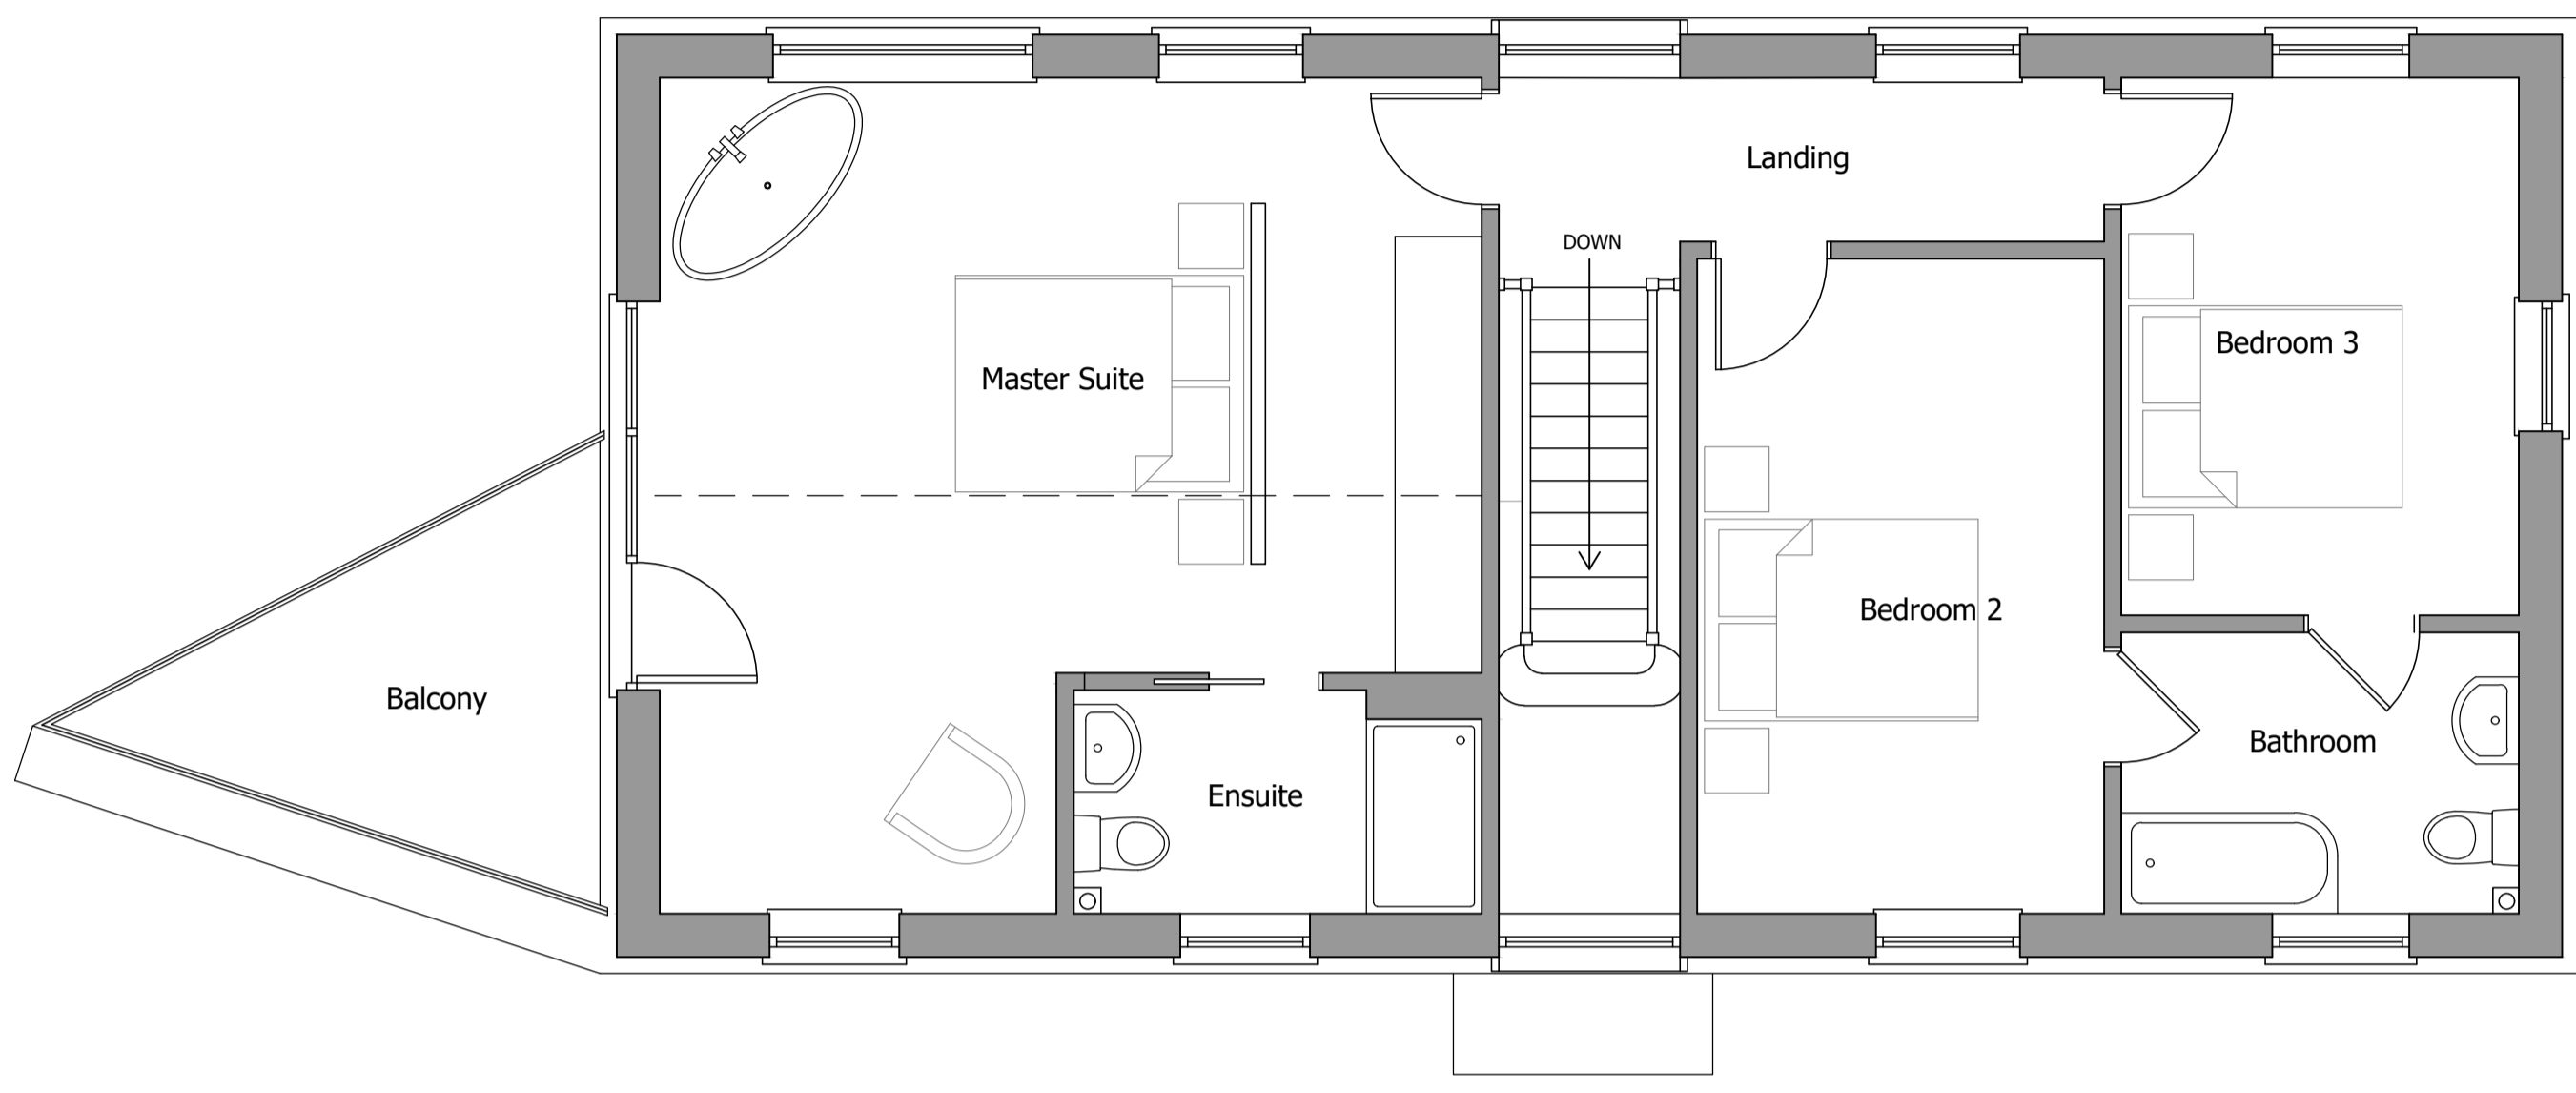 Landing
DOWN
Master Suite
Bedroom 3
Bedroom 2
Balcony
Ensuite
Bathroom